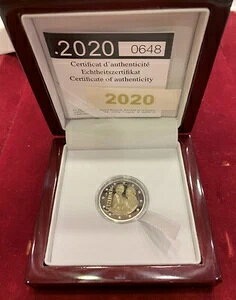 .2020
0648
Certificat d'authenticité
Echtheitszertifikat
Certificate of authenticity
2020